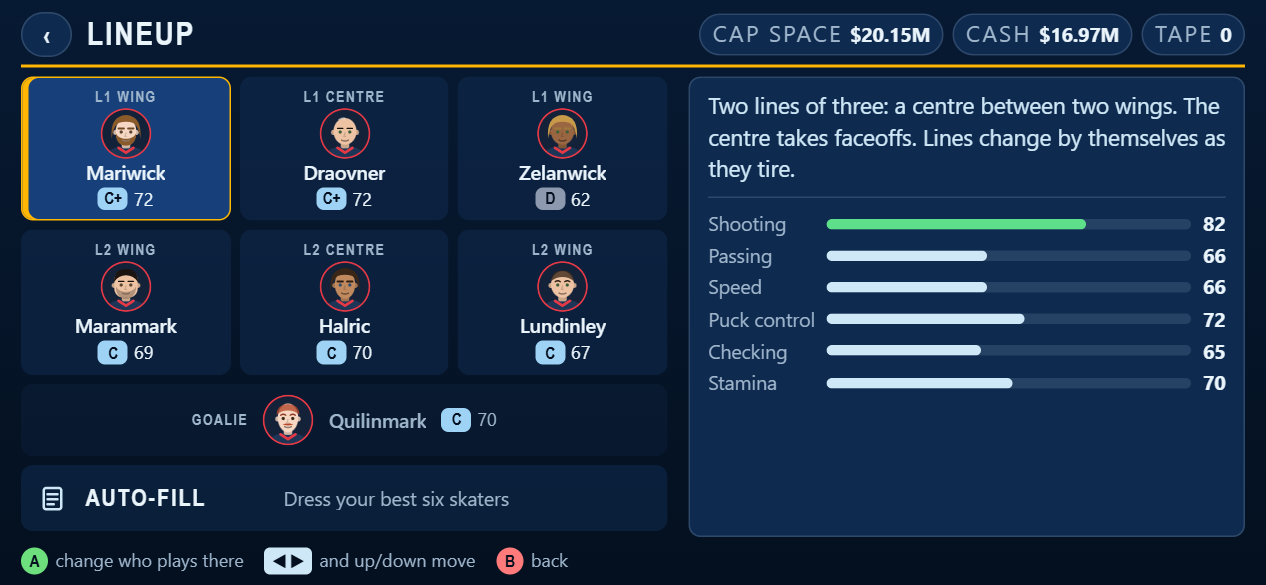 ‹ LINEUP CAP SPACE $20.15M CASH $16.97M TAPE 0
L1 WING
Mariwick
C+ 72
L1 CENTRE
Draovner
C+ 72
L1 WING
Zelanwick
D 62
L2 WING
Maranmark
C 69
L2 CENTRE
Halric
C 70
L2 WING
Lundinley
C 67
GOALIE Quilinmark C 70
AUTO-FILL Dress your best six skaters
Two lines of three: a centre between two wings. The
centre takes faceoffs. Lines change by themselves as
they tire.
Shooting 82
Passing 66
Speed 66
Puck control 72
Checking 65
Stamina 70
A change who plays there ◀ ▶ and up/down move B back